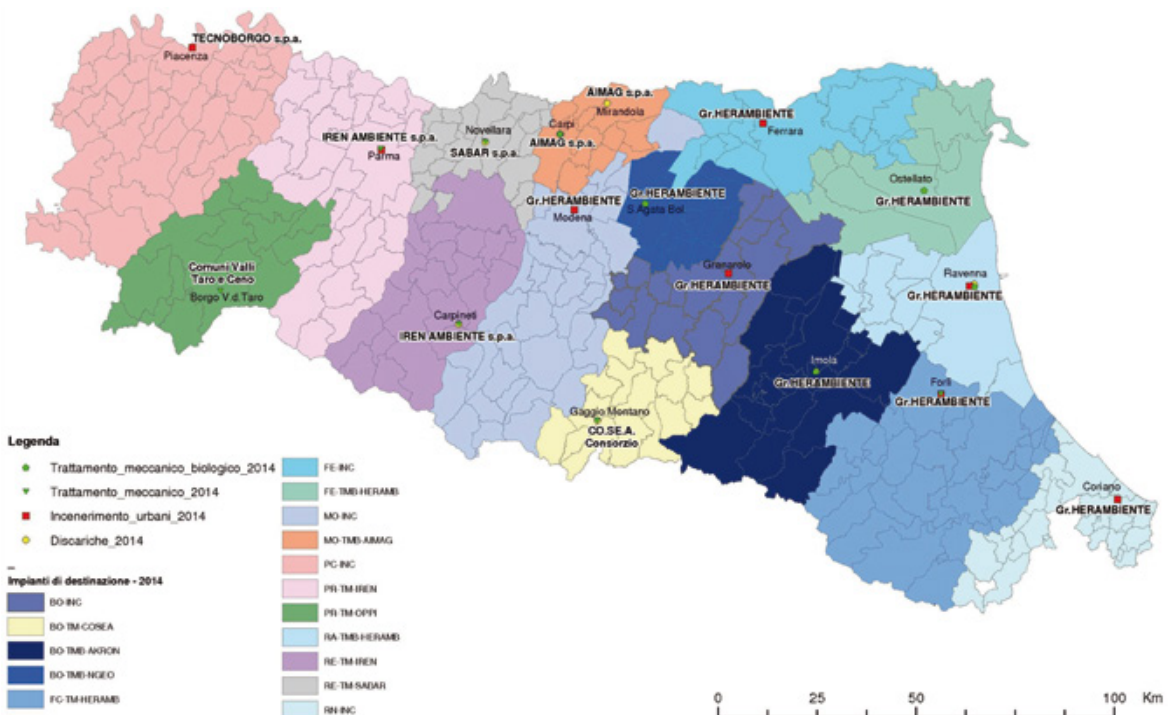 TECNOBORGO s.p.a.
Piacenza
AIMAG s.p.a.
Mirandola
Gr.HERAMBIENTE
Ferrara
IREN AMBIENTE s.p.a.
Parma
Novellara
SABAR s.p.a.
Carpi
AIMAG s.p.a.
Ostellato
Gr.HERAMBIENTE
Gr.HERAMBIENTE
Modena
Gr.HERAMBIENTE
S.Agata Bol.
Comuni Valli
Taro e Ceno
Borgo V.d.Taro
Granarolo
Gr.HERAMBIENTE
Ravenna
Gr.HERAMBIENTE
Carpineti
IREN AMBIENTE s.p.a.
Imola
Gr.HERAMBIENTE
Forlì
Gr.HERAMBIENTE
Gaggio Montano
CO.SE.A.
Consorzio
Coriano
Gr.HERAMBIENTE
Legenda
Trattamento_meccanico_biologico_2014
Trattamento_meccanico_2014
Incenerimento_urbani_2014
Discariche_2014
Impianti di destinazione - 2014
BO-INC
BO-TM-COSEA
BO-TMB-AKRON
BO-TMB-NGEO
FC-TM-HERAMB
FE-INC
FE-TMB-HERAMB
MO-INC
MO-TMB-AIMAG
PC-INC
PR-TM-IREN
PR-TM-OPPI
RA-TMB-HERAMB
RE-TM-IREN
RE-TM-SABAR
RN-INC
0 25 50 100 Km